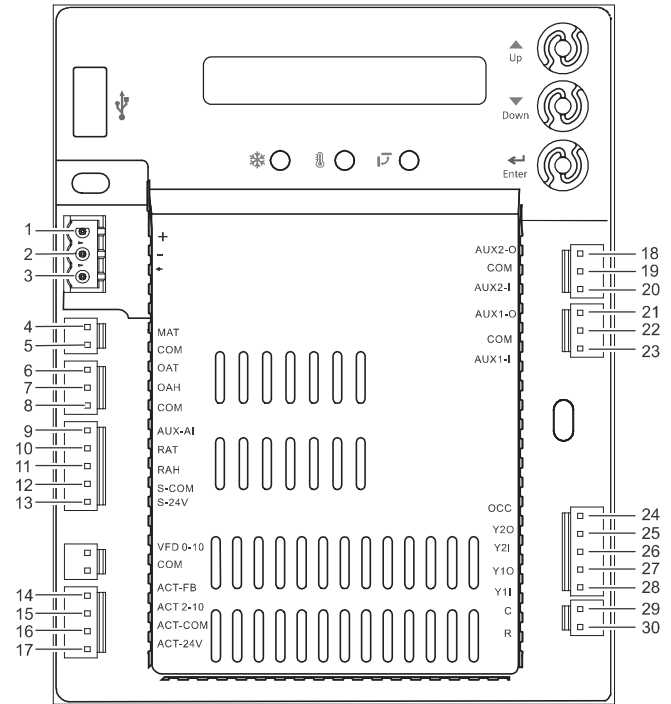 Up
Down
Enter
1
2
3
+
-
4
5
MAT
COM
6
7
8
OAT
OAH
COM
9
10
11
12
13
AUX-AI
RAT
RAH
S-COM
S-24V
VFD 0-10
COM
14
15
16
17
ACT-FB
ACT 2-10
ACT-COM
ACT-24V
AUX2-O
COM
AUX2-I
18
19
20
AUX1-O
COM
AUX1-I
21
22
23
OCC
Y2O
Y2I
Y1O
Y1I
24
25
26
27
28
C
R
29
30